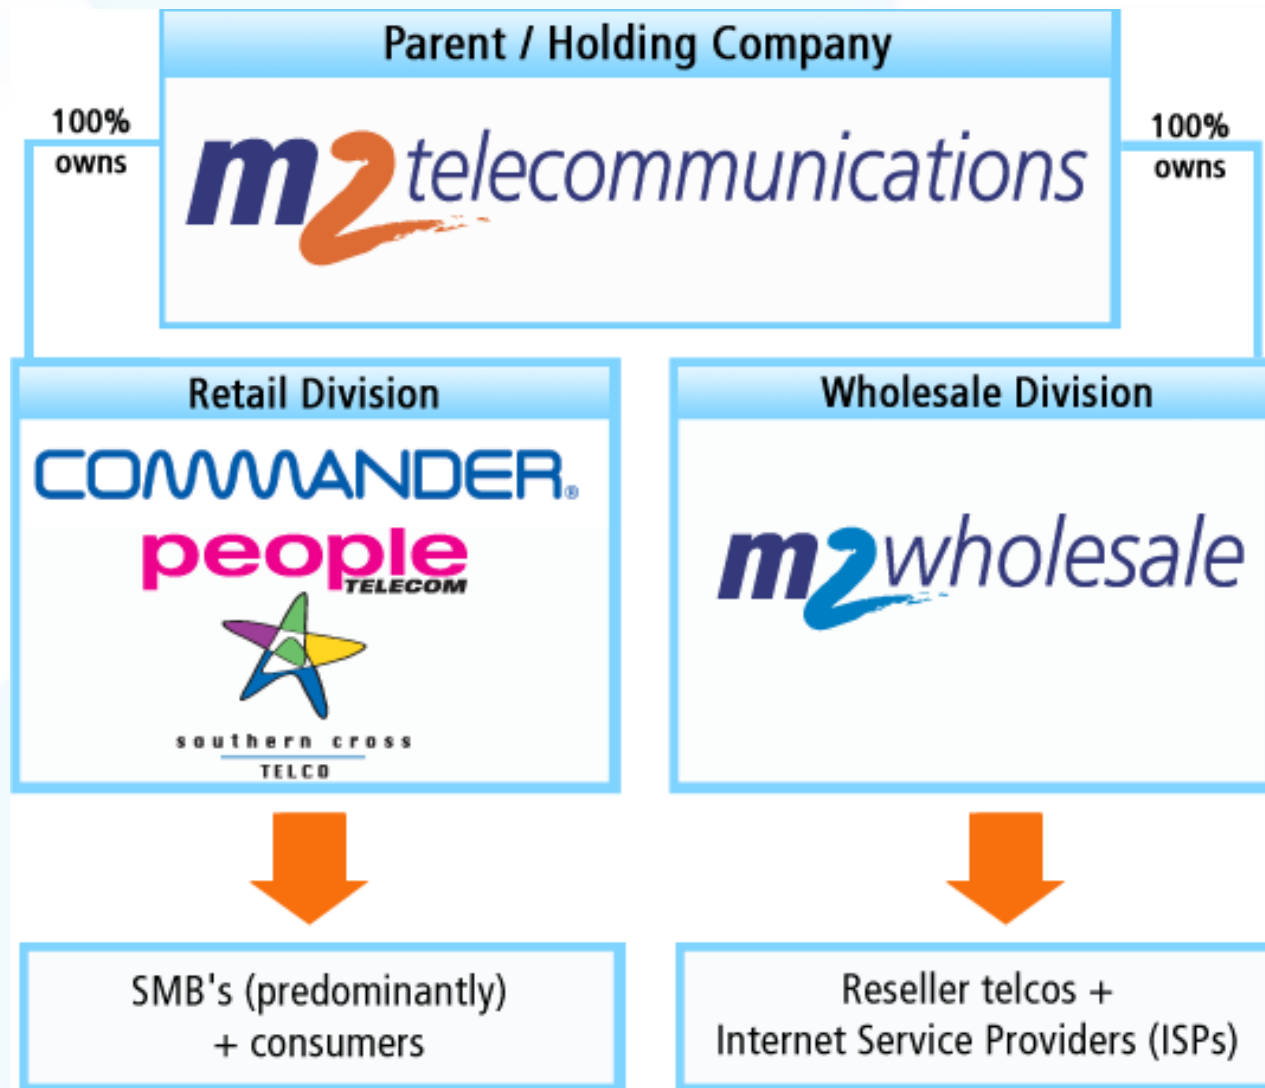 Parent / Holding Company
m2 telecommunications
100%
owns
100%
owns
Retail Division
COMMANDER®
people
TELECOM
southern cross
TELCO
Wholesale Division
m2 wholesale
SMB's (predominantly)
+ consumers
Reseller telcos +
Internet Service Providers (ISPs)